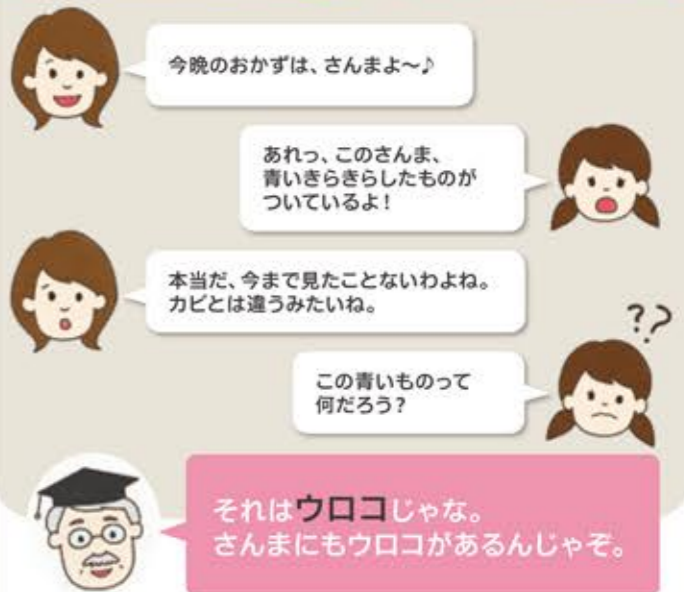 今晩のおかずは、さんまよ～♪
あれっ、このさんま、
青いきらきらしたものが
ついているよ！
本当だ、今まで見たことないわよね。
カビとは違うみたいね。
??
この青いものって
何だろう？
それはウロコじゃな。
さんまにもウロコがあるんじゃぞ。